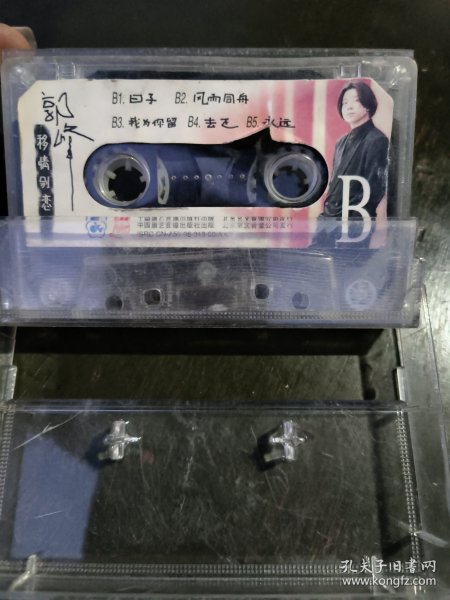 郭峰
移情别恋
B1. 日子 B2. 风雨同舟
B3. 我为你留 B4. 去飞 B5. 永远
B
孔夫子旧书网
www.kongfz.com